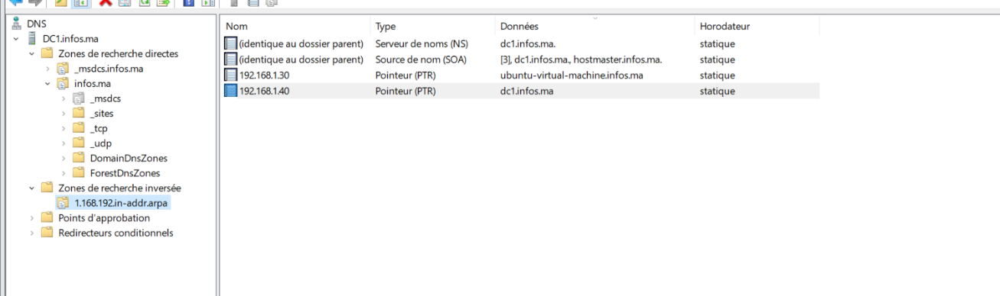 DNS
DC1.infos.ma
Zones de recherche directes
_msdcs.infos.ma
infos.ma
_msdcs
_sites
_tcp
_udp
DomainDnsZones
ForestDnsZones
Zones de recherche inversée
1.168.192.in-addr.arpa
Points d'approbation
Redirecteurs conditionnels
Nom Type Données Horodateur
(identique au dossier parent) Serveur de noms (NS) dc1.infos.ma. statique
(identique au dossier parent) Source de nom (SOA) [3], dc1.infos.ma., hostmaster.infos.ma. statique
192.168.1.30 Pointeur (PTR) ubuntu-virtual-machine.infos.ma statique
192.168.1.40 Pointeur (PTR) dc1.infos.ma statique